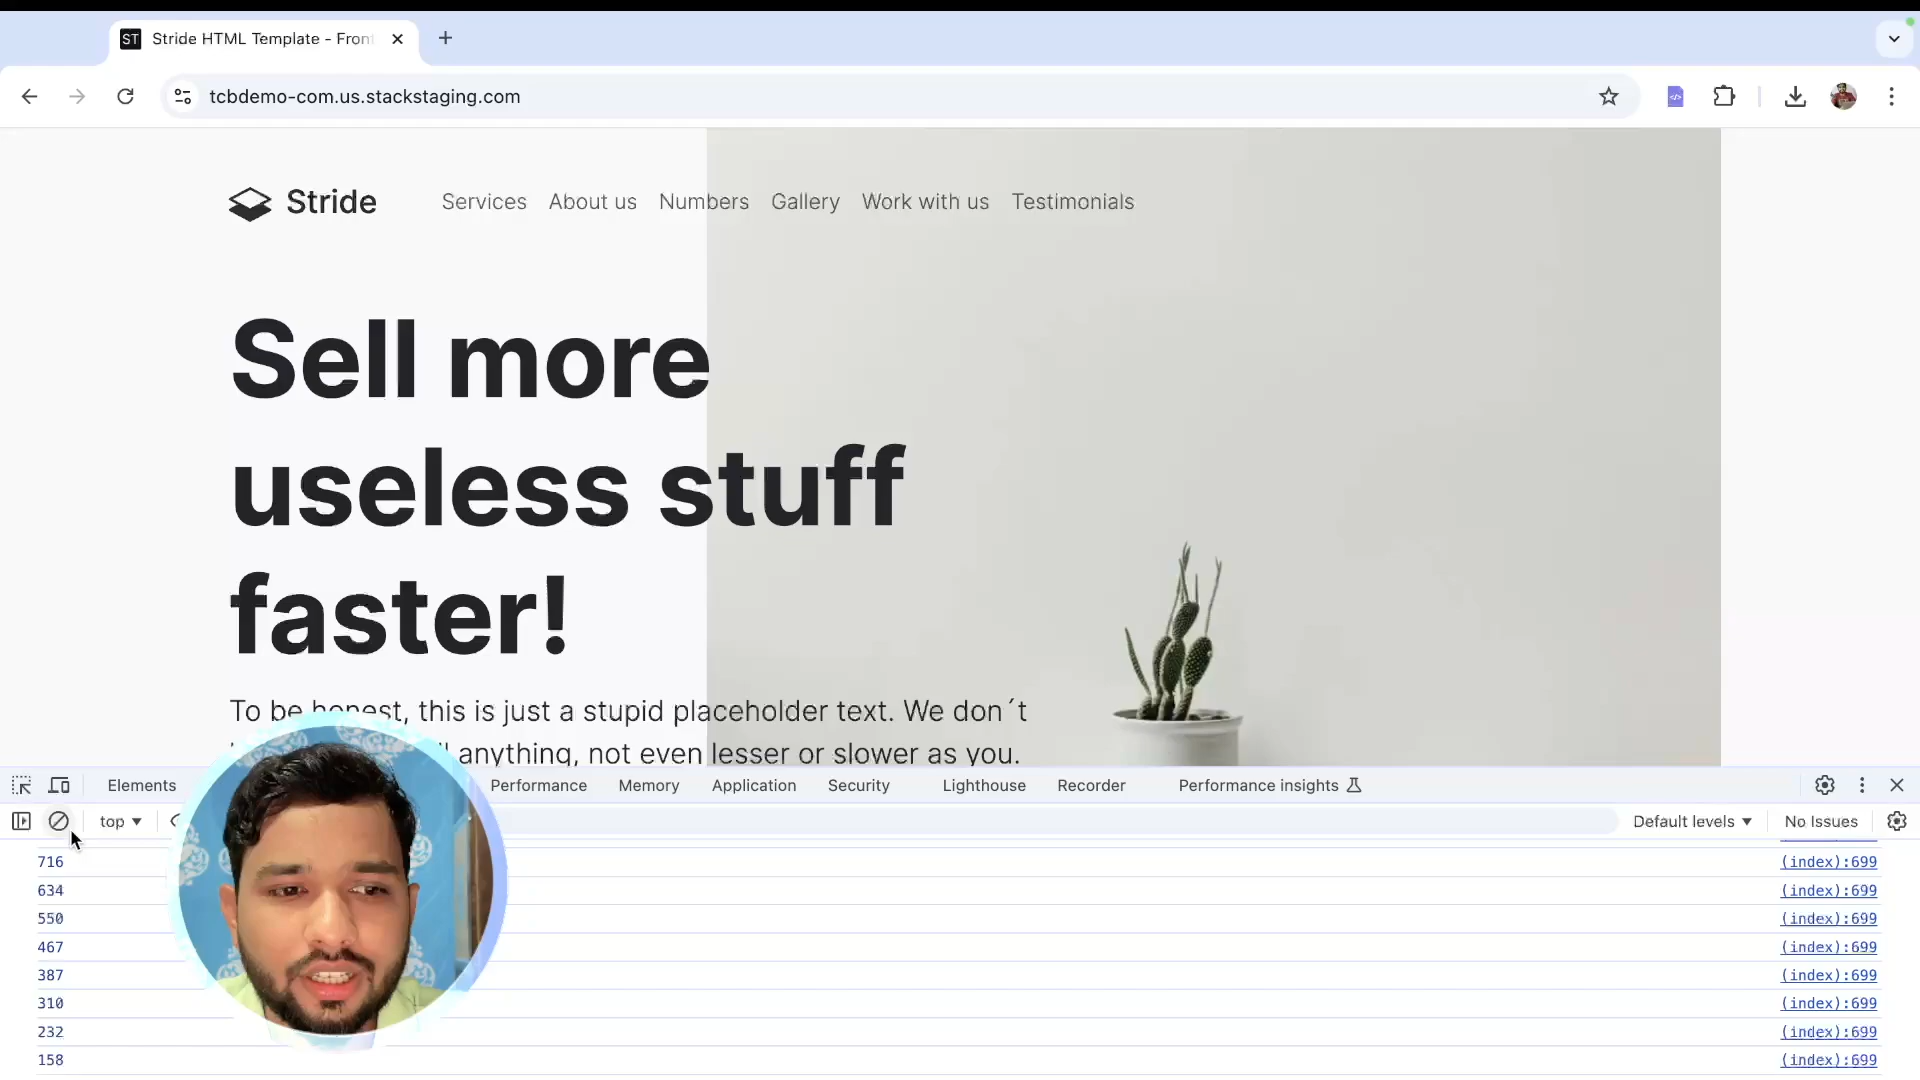 ST Stride HTML Template - Front
tcbdemo-com.us.stackstaging.com
Stride Services About us Numbers Gallery Work with us Testimonials
Sell more
useless stuff
faster!
To be honest, this is just a stupid placeholder text. We don´t
anything, not even lesser or slower as you.
Elements Performance Memory Application Security Lighthouse Recorder Performance insights
top Default levels No Issues
716 (index):699
634 (index):699
550 (index):699
467 (index):699
387 (index):699
310 (index):699
232 (index):699
158 (index):699